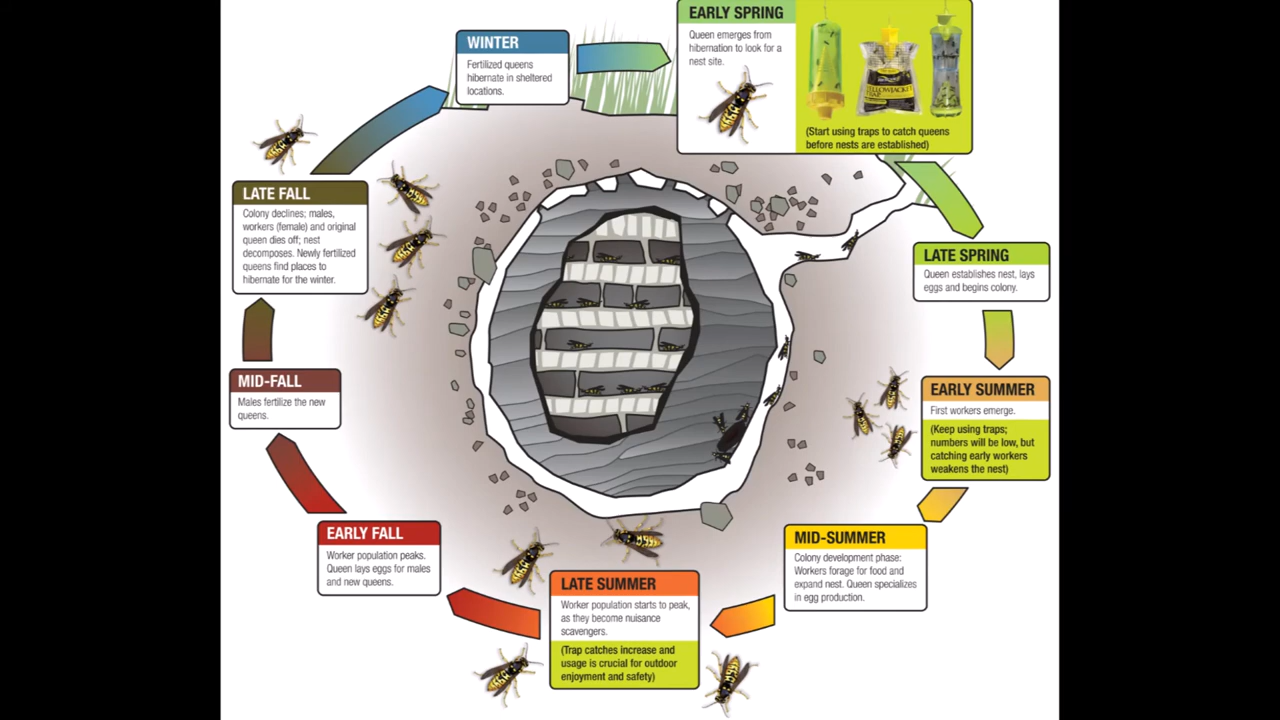 EARLY SPRING
Queen emerges from
hibernation to look for a
nest site.
YELLOWJACKET
TRAP
(Start using traps to catch queens
before nests are established)
LATE SPRING
Queen establishes nest, lays
eggs and begins colony.
EARLY SUMMER
First workers emerge.
(Keep using traps;
numbers will be low, but
catching early workers
weakens the nest)
MID-SUMMER
Colony development phase:
Workers forage for food and
expand nest. Queen specializes
in egg production.
LATE SUMMER
Worker population starts to peak,
as they become nuisance
scavengers.
(Trap catches increase and
usage is crucial for outdoor
enjoyment and safety)
EARLY FALL
Worker population peaks.
Queen lays eggs for males
and new queens.
MID-FALL
Males fertilize the new
queens.
LATE FALL
Colony declines; males,
workers (female) and original
queen dies off; nest
decomposes. Newly fertilized
queens find places to
hibernate for the winter.
WINTER
Fertilized queens
hibernate in sheltered
locations.